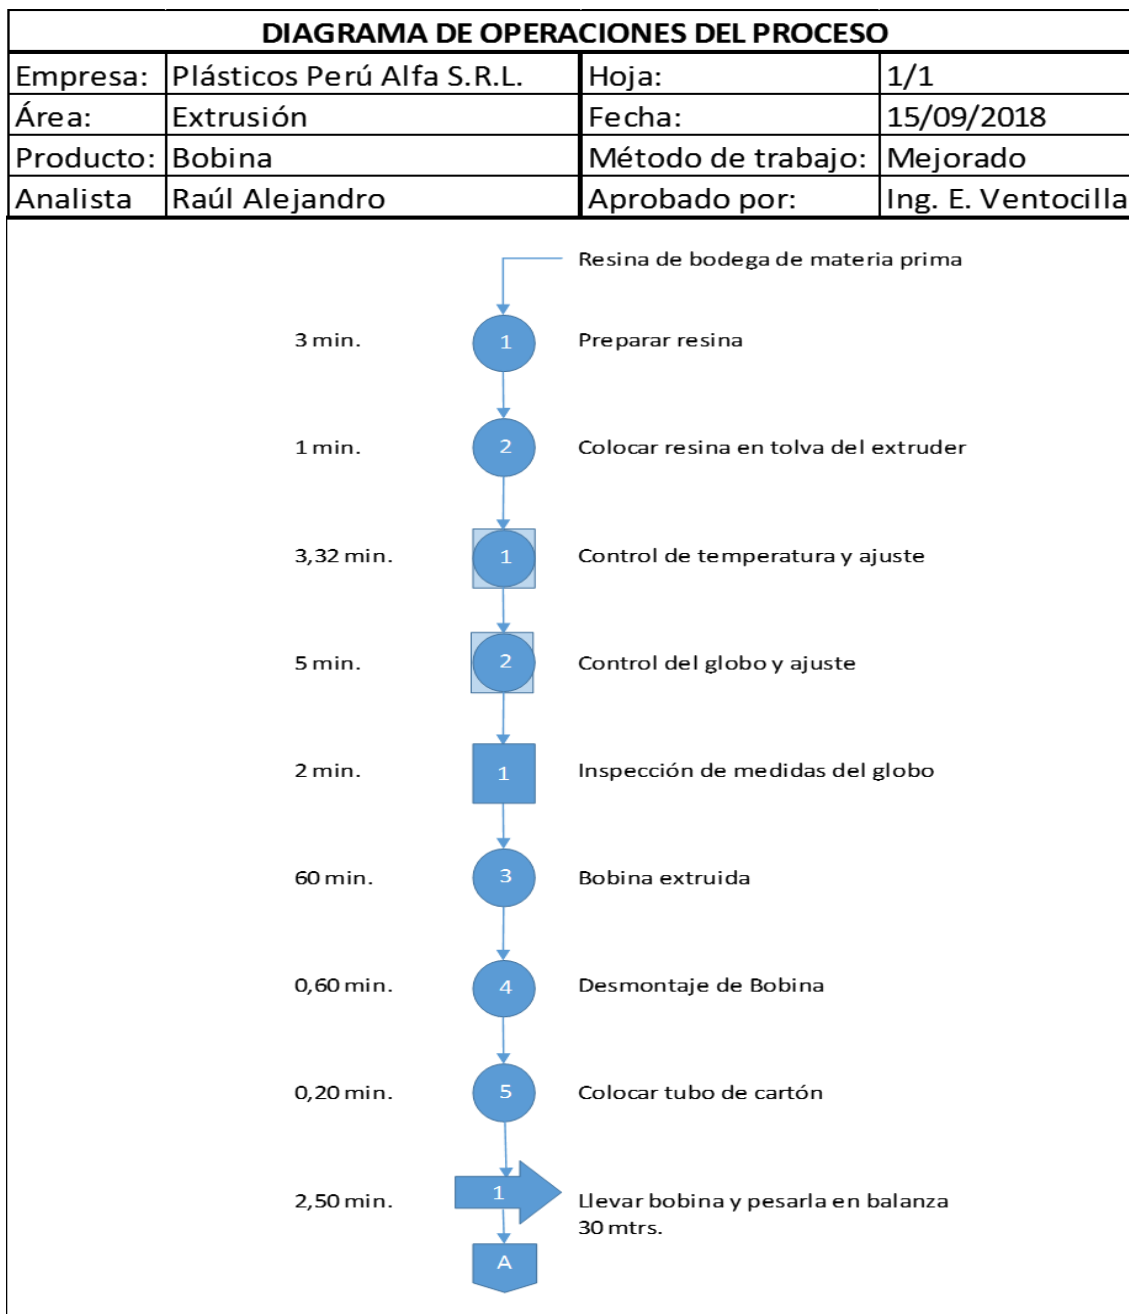 DIAGRAMA DE OPERACIONES DEL PROCESO
Empresa: Plásticos Perú Alfa S.R.L. Hoja: 1/1
Área: Extrusión Fecha: 15/09/2018
Producto: Bobina Método de trabajo: Mejorado
Analista Raúl Alejandro Aprobado por: Ing. E. Ventocilla
Resina de bodega de materia prima
3 min. 1 Preparar resina
1 min. 2 Colocar resina en tolva del extruder
3,32 min. 1 Control de temperatura y ajuste
5 min. 2 Control del globo y ajuste
2 min. 1 Inspección de medidas del globo
60 min. 3 Bobina extruida
0,60 min. 4 Desmontaje de Bobina
0,20 min. 5 Colocar tubo de cartón
2,50 min. 1 Llevar bobina y pesarla en balanza
30 mtrs.
A